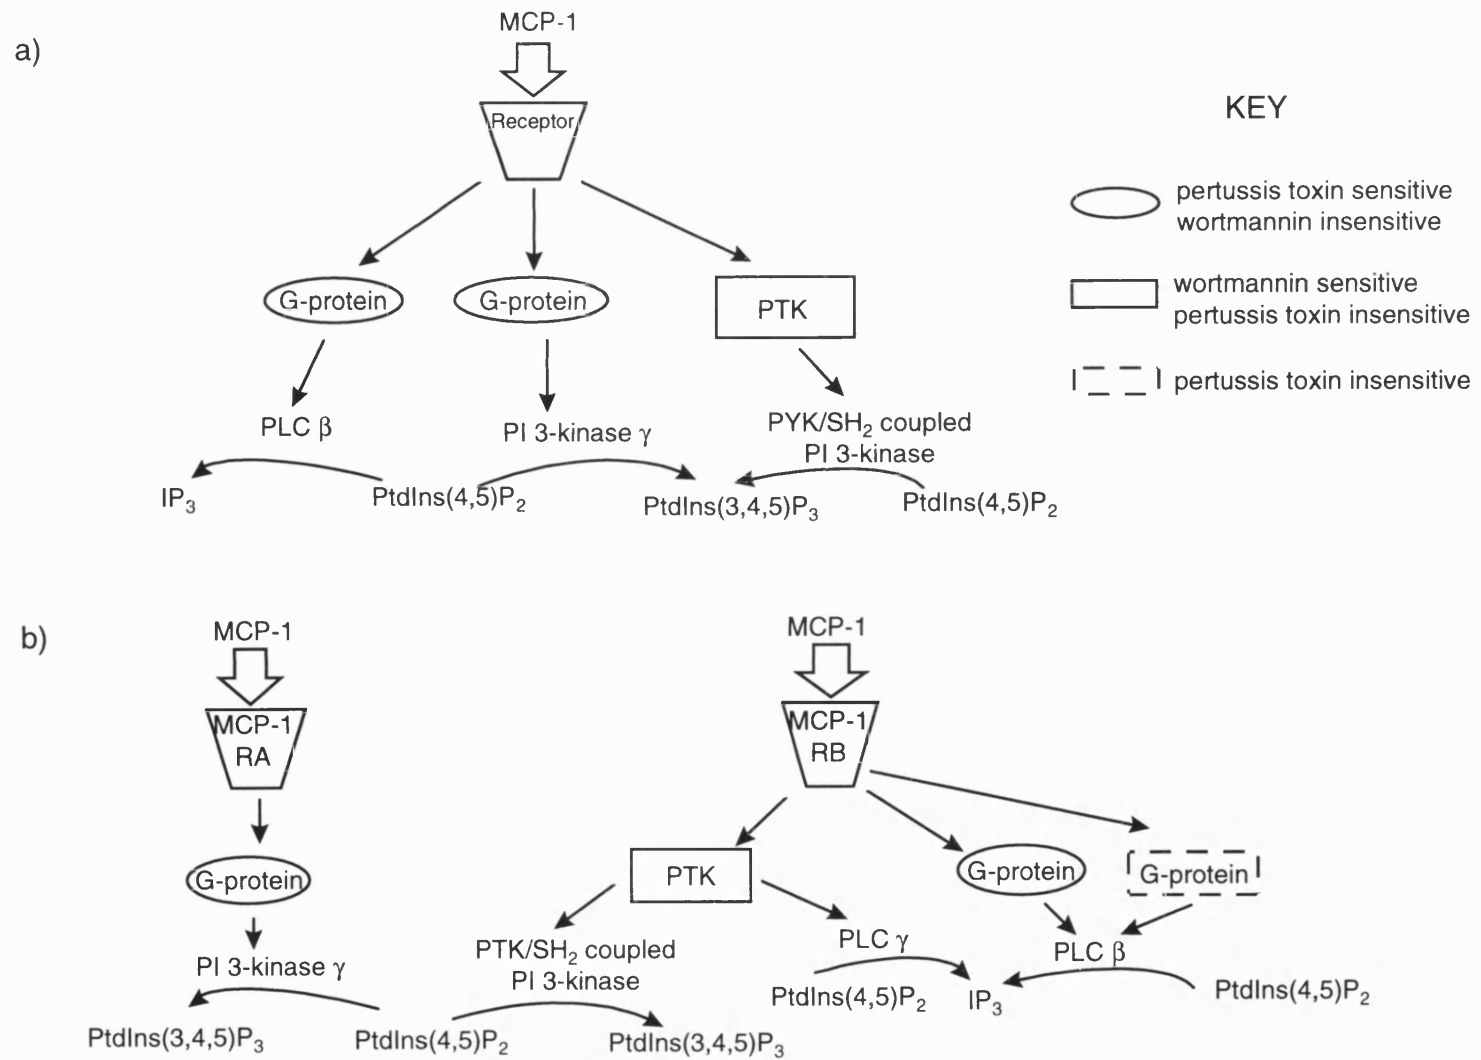 a)
MCP-1
Receptor
G-protein
G-protein
PTK
PLC β
PI 3-kinase γ
PYK/SH₂ coupled
PI 3-kinase
IP₃
PtdIns(4,5)P₂
PtdIns(3,4,5)P₃
PtdIns(4,5)P₂
KEY
pertussis toxin sensitive
wortmannin insensitive
wortmannin sensitive
pertussis toxin insensitive
pertussis toxin insensitive
b)
MCP-1
MCP-1
RA
G-protein
PI 3-kinase γ
PtdIns(3,4,5)P₃
PtdIns(4,5)P₂
MCP-1
MCP-1
RB
PTK
G-protein
G-protein
PTK/SH₂ coupled
PI 3-kinase
PtdIns(3,4,5)P₃
PLC γ
PLC β
PtdIns(4,5)P₂
IP₃
PtdIns(4,5)P₂